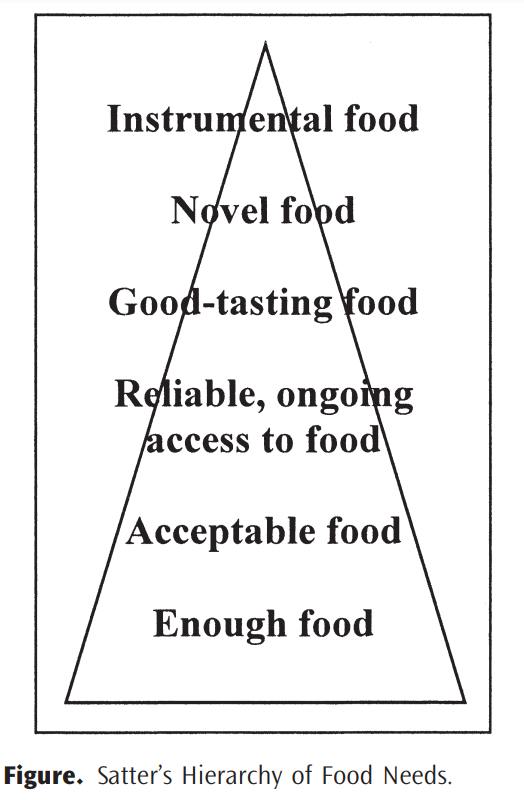 Instrumental food
Novel food
Good-tasting food
Reliable, ongoing
access to food
Acceptable food
Enough food
Figure. Satter's Hierarchy of Food Needs.